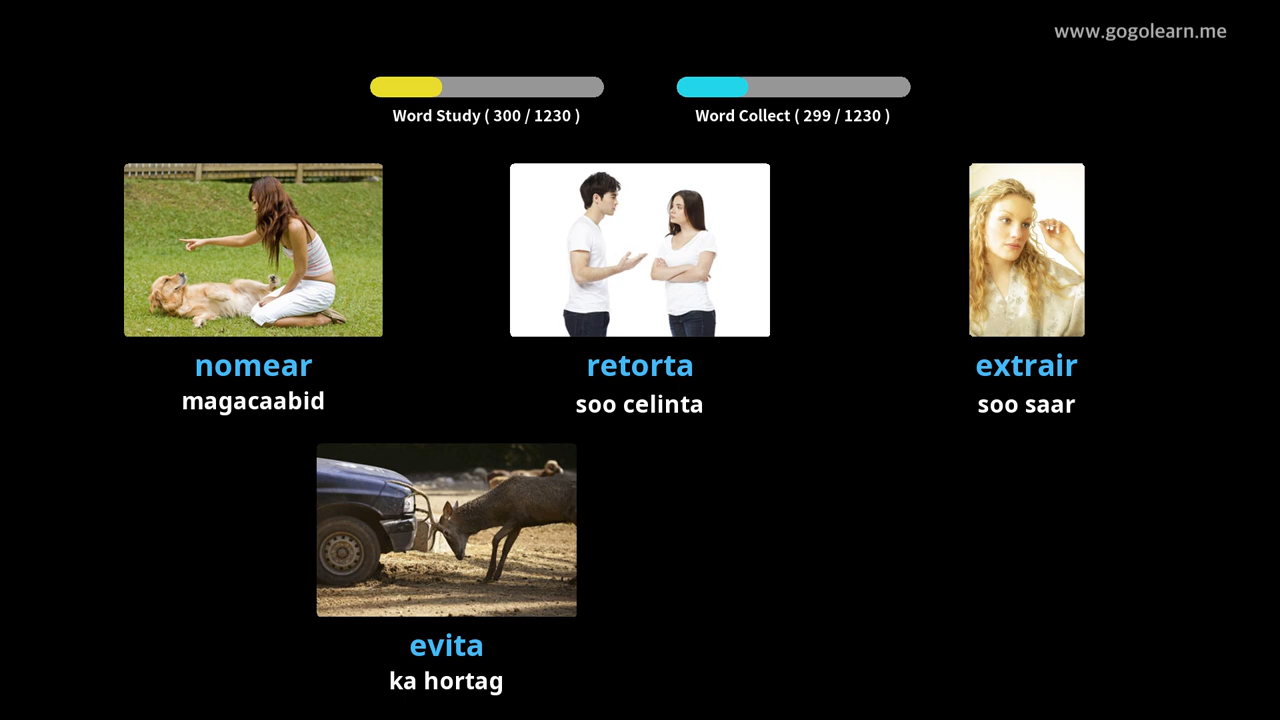 www.gogolearn.me
Word Study ( 300 / 1230 )
Word Collect ( 299 / 1230 )
nomear
magacaabid
retorta
soo celinta
extrair
soo saar
evita
ka hortag